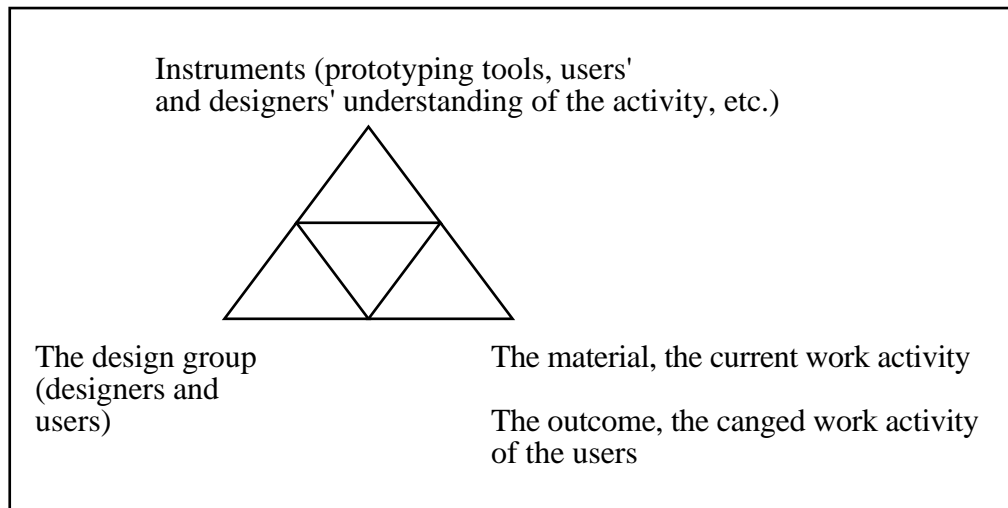 Instruments (prototyping tools, users'
and designers' understanding of the activity, etc.)
The design group
(designers and
users)
The material, the current work activity
The outcome, the canged work activity
of the users